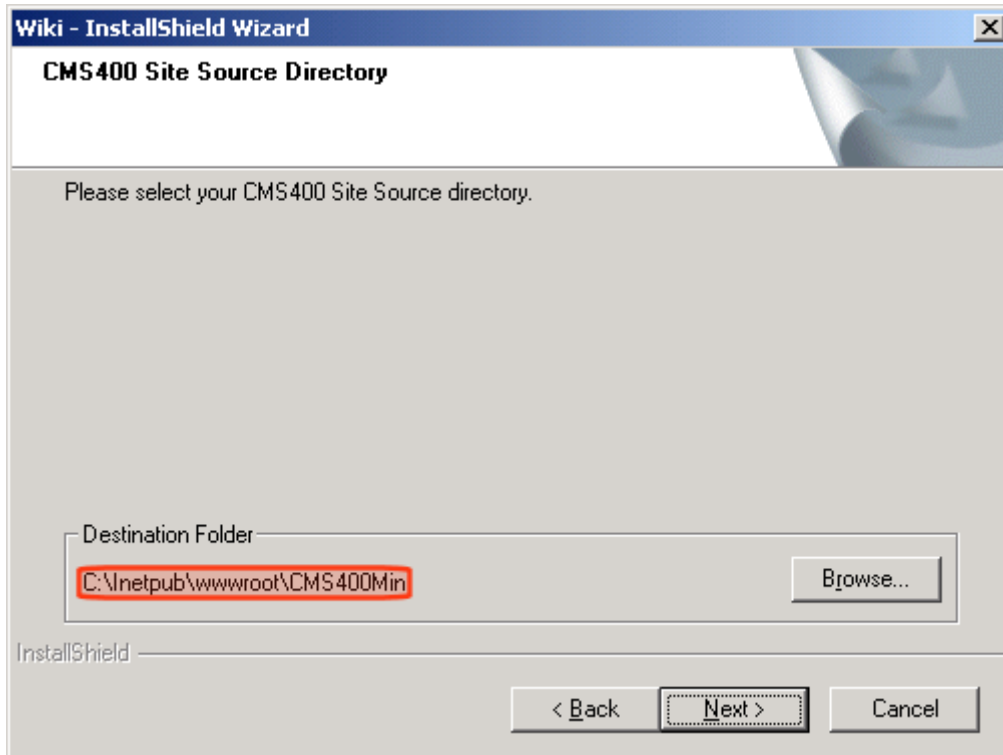 Wiki - InstallShield Wizard
CMS400 Site Source Directory
Please select your CMS400 Site Source directory.
Destination Folder
C:\Inetpub\wwwroot\CMS400Min
Browse...
InstallShield
< Back Next > Cancel